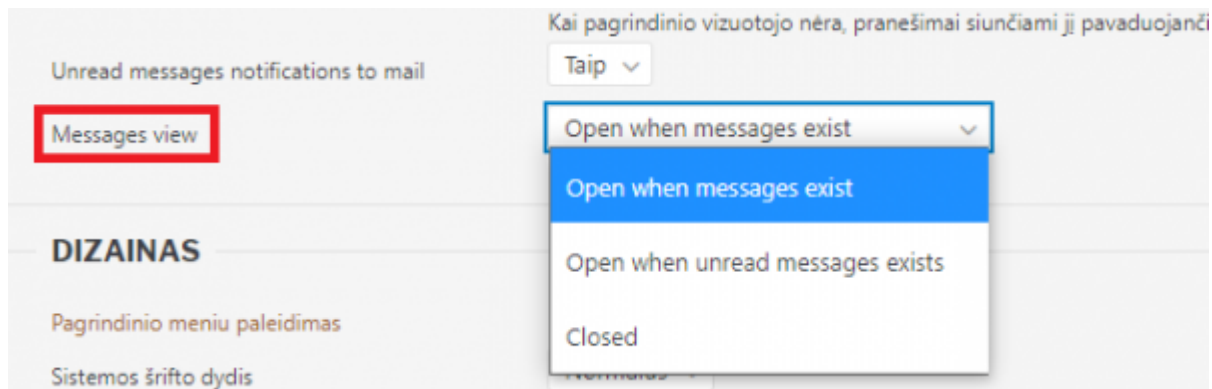 Kai pagrindinio vizuotojo nėra, pranešimai siunčiami jį pavaduojanči
Unread messages notifications to mail Taip
Messages view Open when messages exist
Open when messages exist
Open when unread messages exists
Closed
DIZAINAS
Pagrindinio meniu paleidimas
Sistemos šrifto dydis